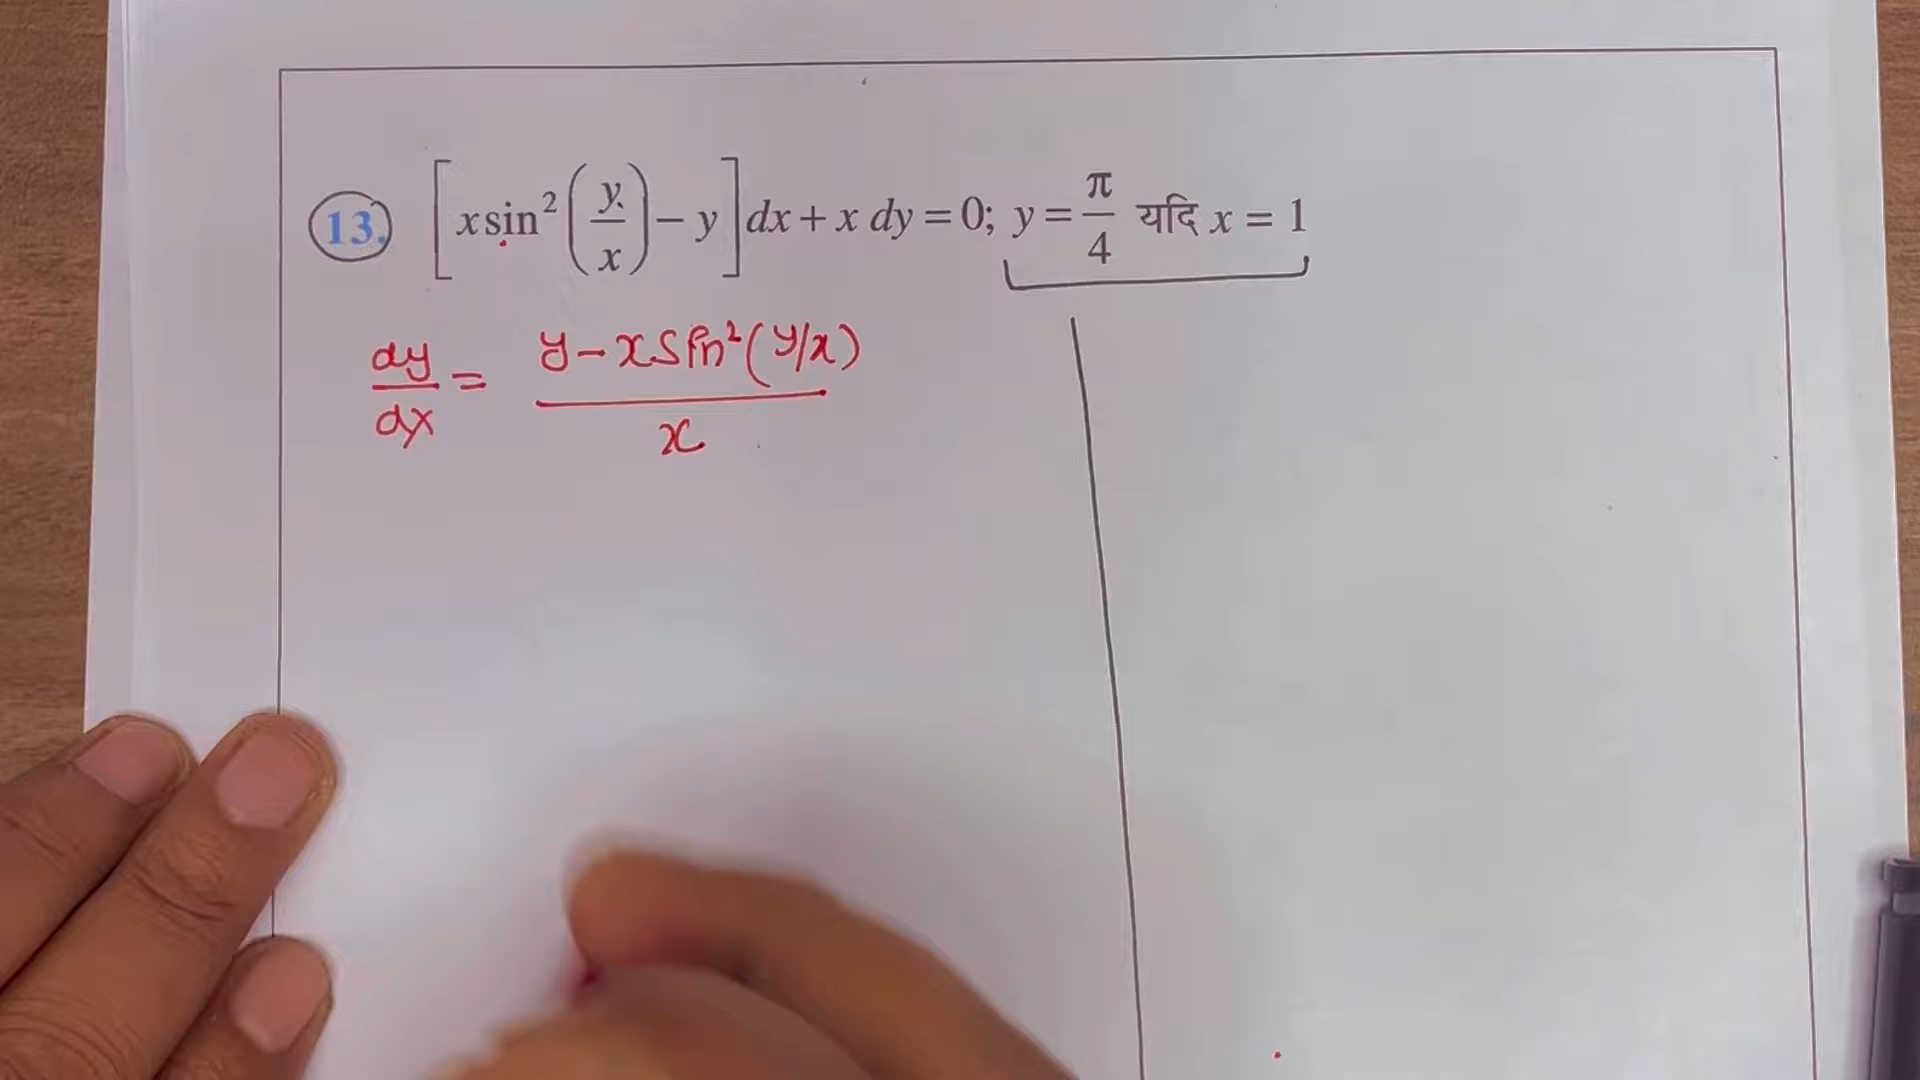 13. [x sin² (y/x) − y] dx + x dy = 0; y = π/4 यदि x = 1
dy/dx = (y − x sin² (y/x))/x